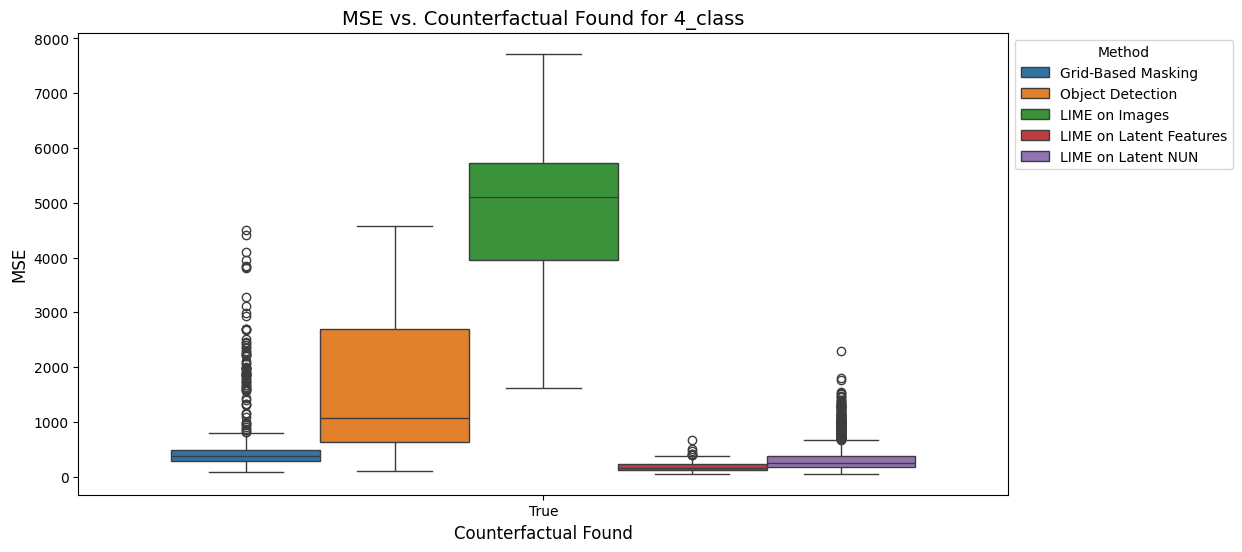 MSE vs. Counterfactual Found for 4_class
MSE
8000
7000
6000
5000
4000
3000
2000
1000
0
True
Counterfactual Found
Method
Grid-Based Masking
Object Detection
LIME on Images
LIME on Latent Features
LIME on Latent NUN